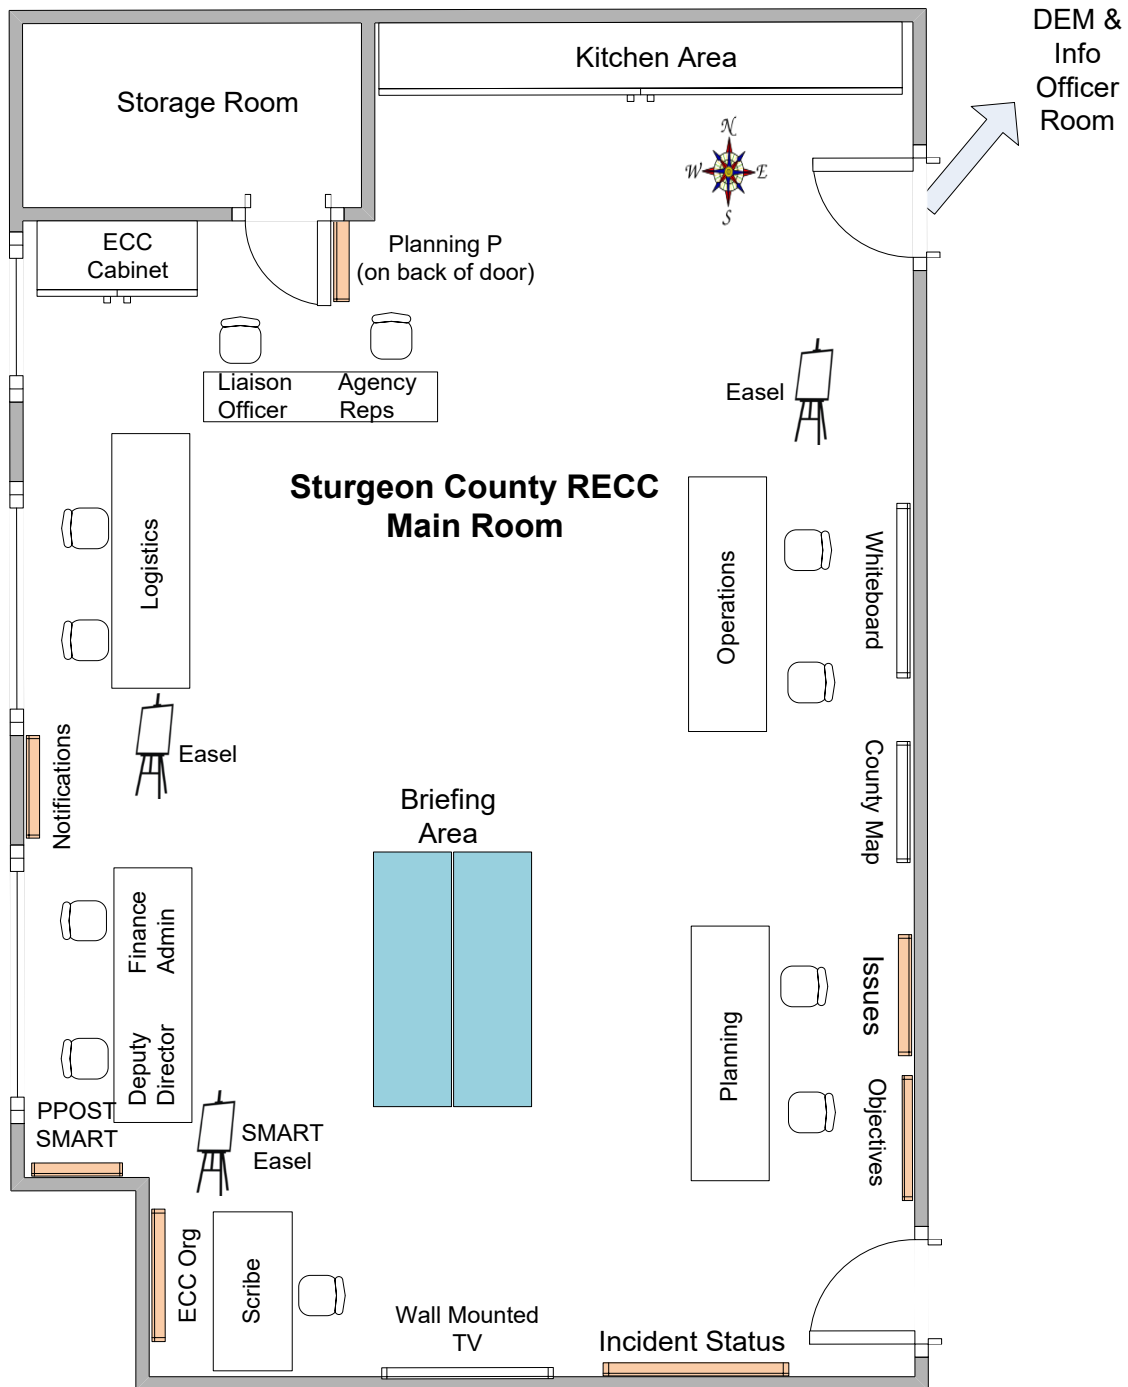 DEM &
Info
Officer
Room
Kitchen Area
Storage Room
N
W
E
S
ECC
Cabinet
Planning P
(on back of door)
Liaison
Officer
Agency
Reps
Easel
Sturgeon County RECC
Main Room
Logistics
Operations
Whiteboard
Notifications
Easel
County Map
Briefing
Area
Finance
Admin
Deputy
Director
Issues
Planning
Objectives
PPOST
SMART
SMART
Easel
ECC Org
Scribe
Wall Mounted
TV
Incident Status